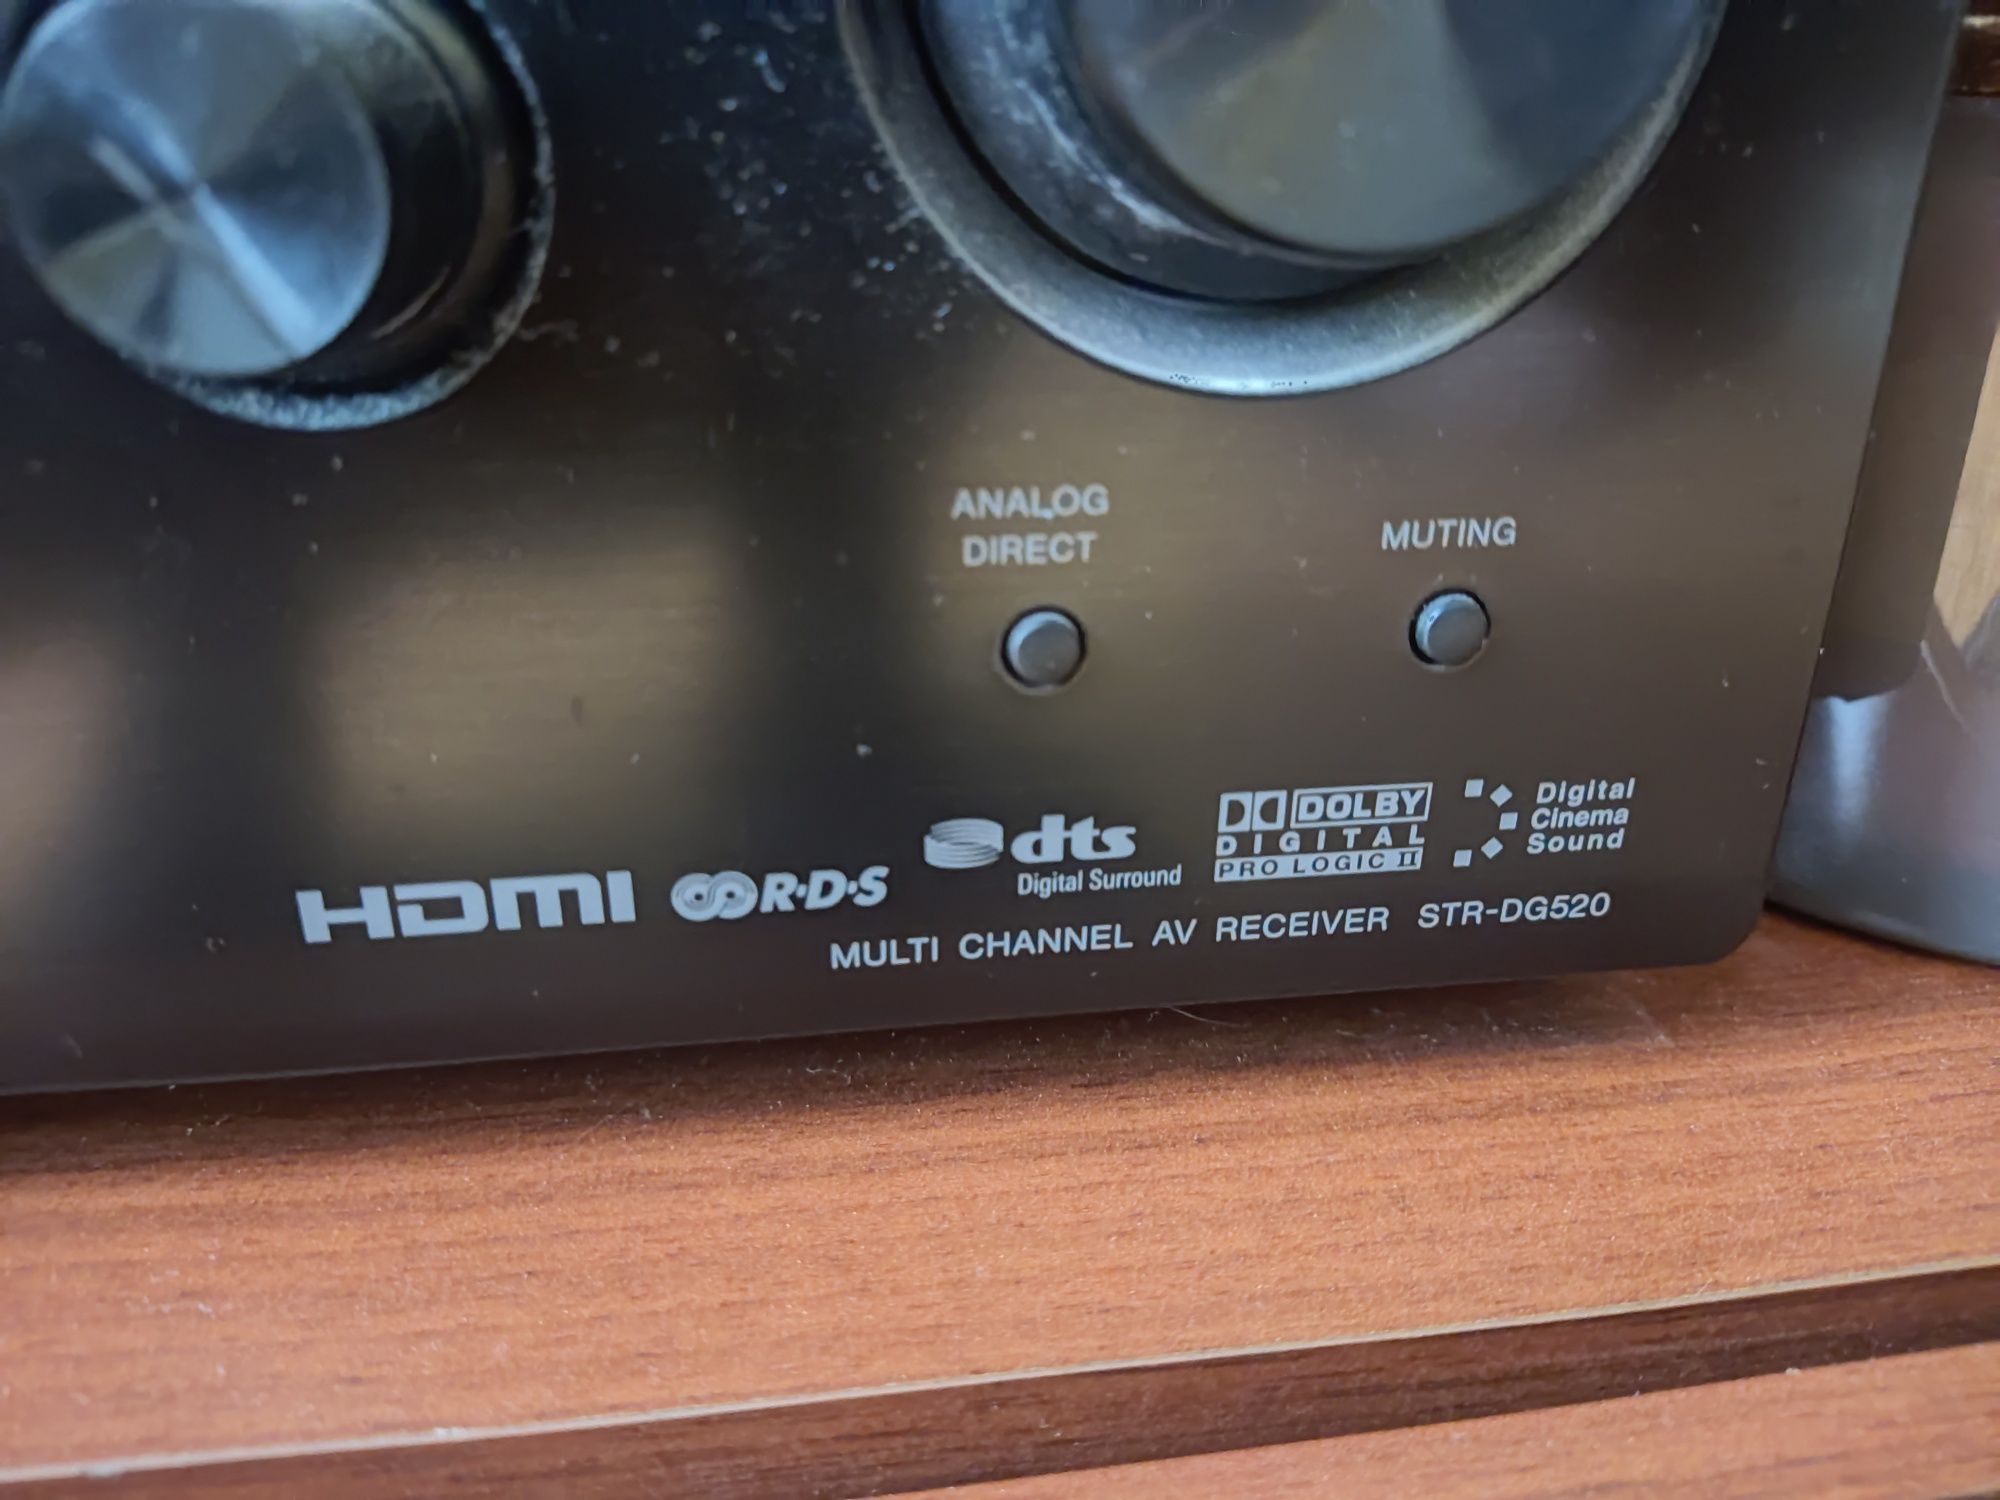 ANALOG
DIRECT
MUTING
HDMI
R·D·S
dts
Digital Surround
DOLBY
DIGITAL
PRO LOGIC II
Digital
Cinema
Sound
MULTI CHANNEL AV RECEIVER STR-DG520